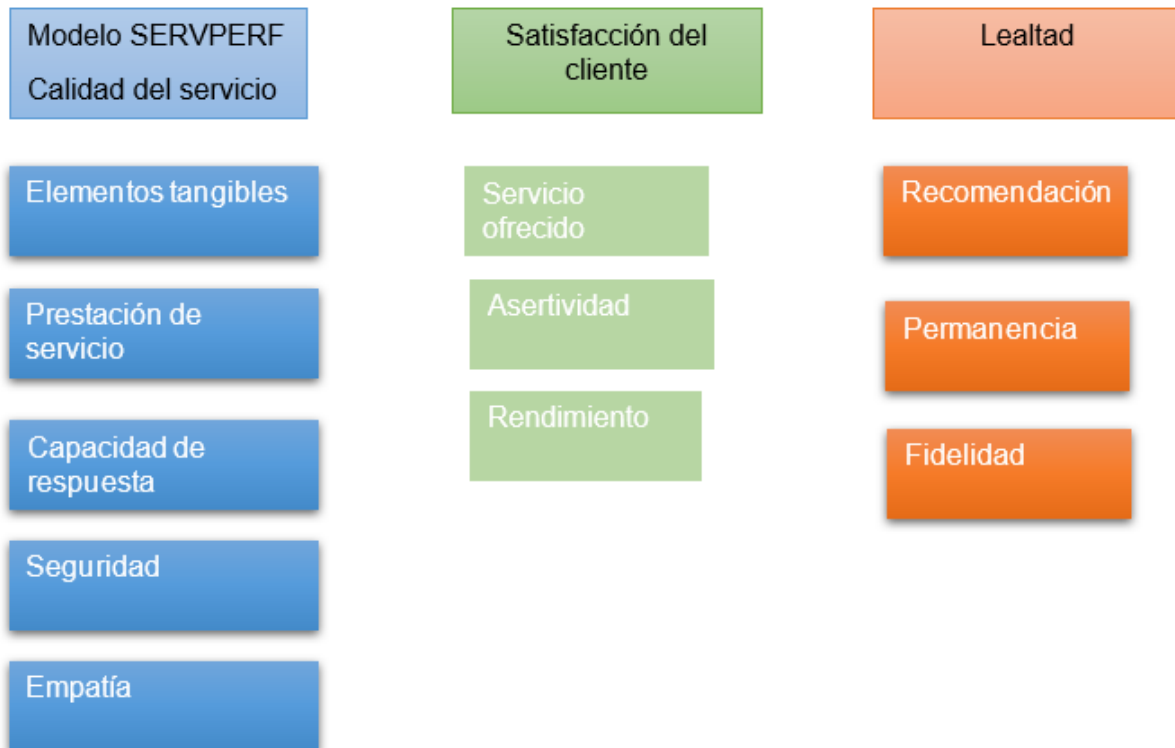 Modelo SERVPERF
Calidad del servicio
Elementos tangibles
Prestación de
servicio
Capacidad de
respuesta
Seguridad
Empatía
Satisfacción del
cliente
Servicio
ofrecido
Asertividad
Rendimiento
Lealtad
Recomendación
Permanencia
Fidelidad